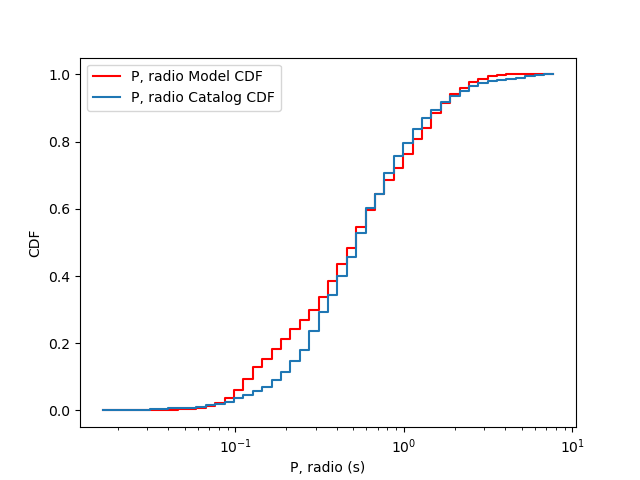 P, radio Model CDF
P, radio Catalog CDF
1.0
0.8
0.6
0.4
0.2
0.0
CDF
10⁻¹
10⁰
10¹
P, radio (s)